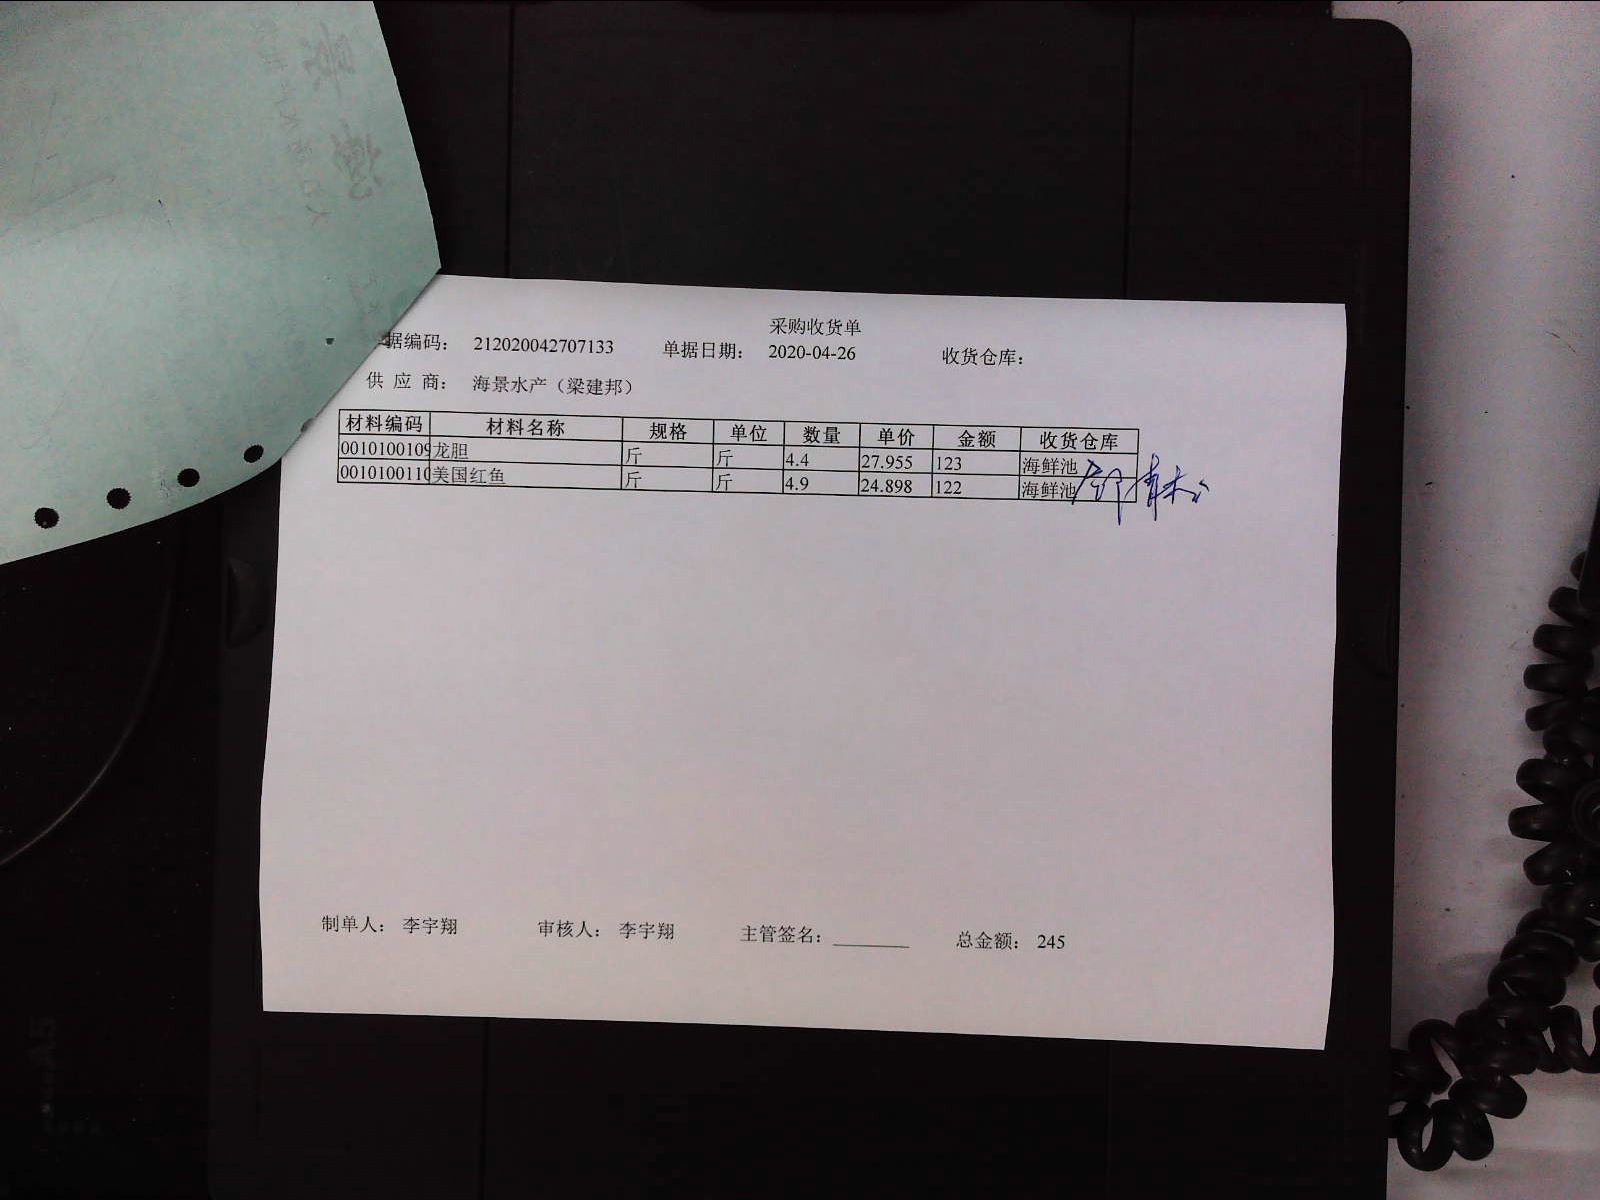 采购收货单
据编码： 212020042707133 单据日期： 2020-04-26 收货仓库：
供 应 商： 海景水产（梁建邦）
材料编码 材料名称 规格 单位 数量 单价 金额 收货仓库
0010100109 龙胆 斤 斤 4.4 27.955 123 海鲜池
0010100110 美国红鱼 斤 斤 4.9 24.898 122 海鲜池
制单人： 李宇翔 审核人： 李宇翔 主管签名： 总金额： 245